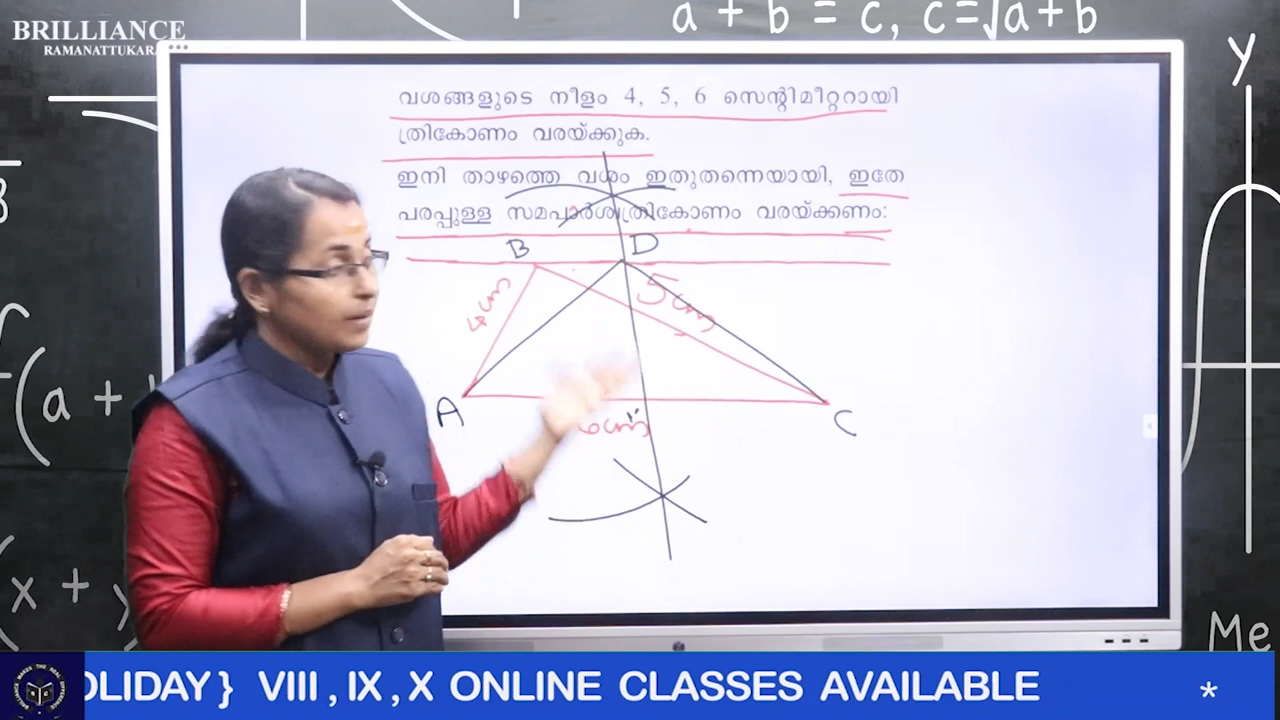 BRILLIANCE
RAMANATTUKARA
a + b = c, c=√a+b
y
വശങ്ങളുടെ നീളം 4, 5, 6 സെന്റിമീറ്ററായി
ത്രികോണം വരയ്ക്കുക.
ഇനി താഴത്തെ വശം ഇതുതന്നെയായി, ഇതേ
പരപ്പുള്ള സമപാർശ്വത്രികോണം വരയ്ക്കണം:
B D
4cm 5cm
A 6cm C
(a +
x + y
Me
OLIDAY} VIII , IX , X ONLINE CLASSES AVAILABLE *